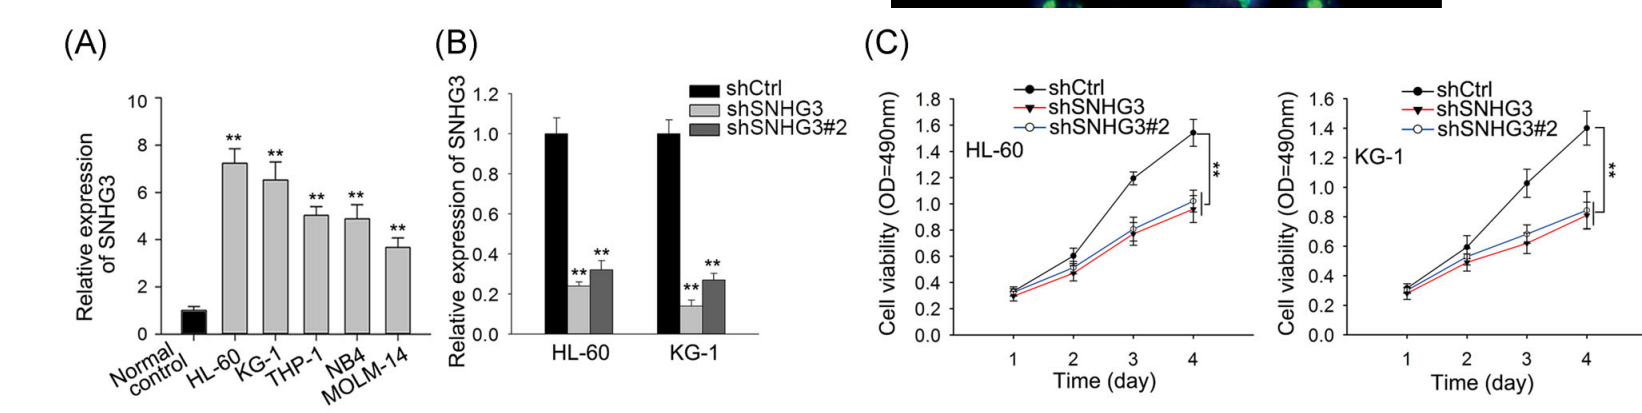 (A)
Relative expression
of SNHG3
10
8
6
4
2
0
**
**
**
**
**
Normal
control
HL-60
KG-1
THP-1
NB4
MOLM-14
(B)
Relative expression of SNHG3
1.2
1.0
0.8
0.6
0.4
0.2
0.0
shCtrl
shSNHG3
shSNHG3#2
**
**
**
**
HL-60
KG-1
(C)
Cell viability (OD=490nm)
1.8
1.6
1.4
1.2
1.0
0.8
0.6
0.4
0.2
0.0
shCtrl
shSNHG3
shSNHG3#2
HL-60
**
1 2 3 4
Time (day)
Cell viability (OD=490nm)
1.6
1.4
1.2
1.0
0.8
0.6
0.4
0.2
0.0
shCtrl
shSNHG3
shSNHG3#2
KG-1
**
1 2 3 4
Time (day)